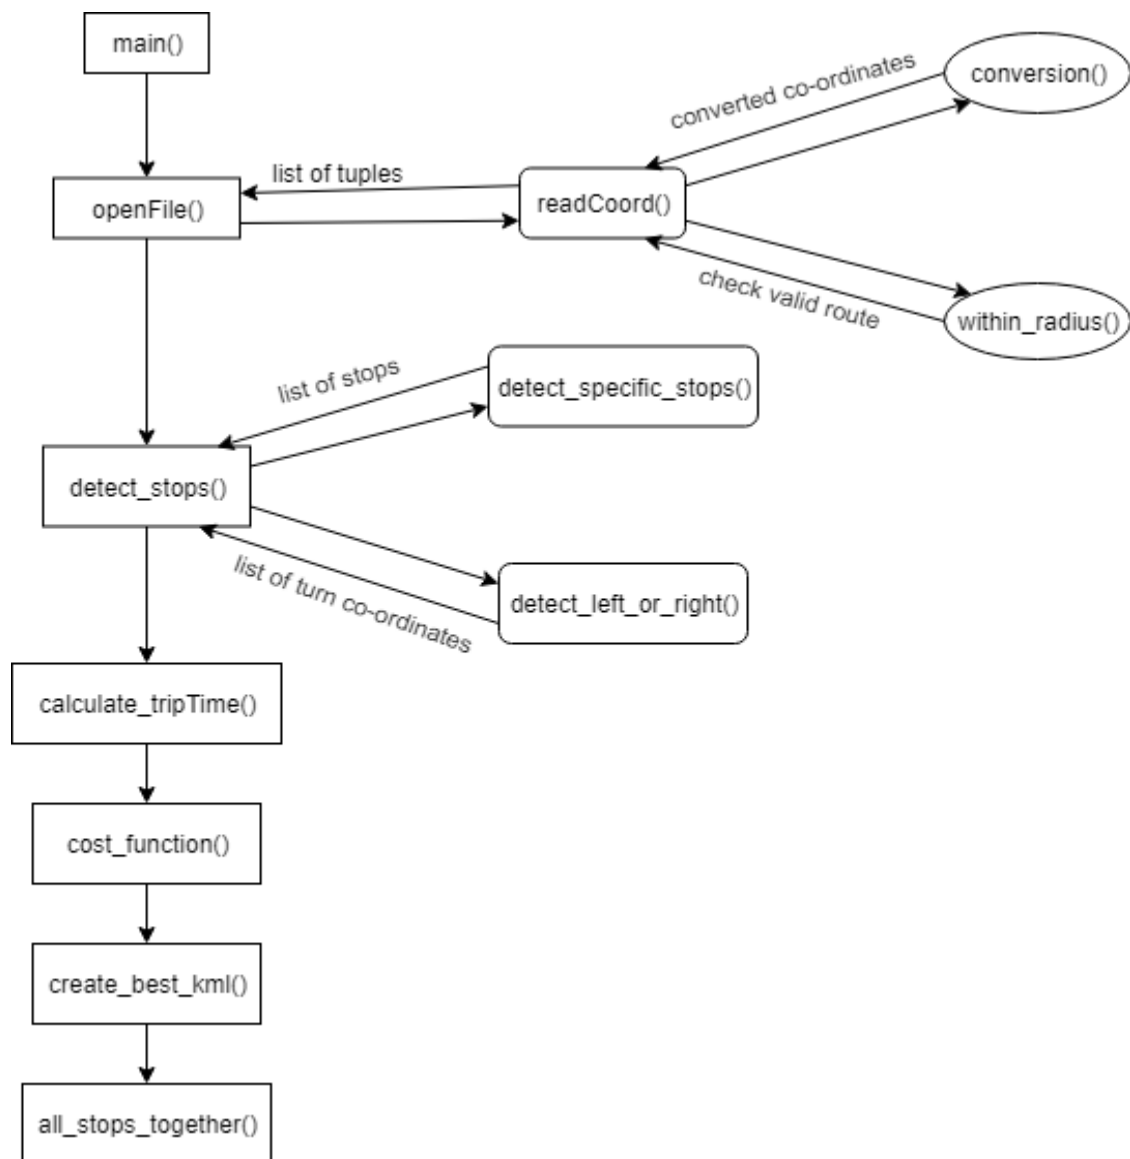 main()
conversion()
converted co-ordinates
list of tuples
openFile()
readCoord()
check valid route
within_radius()
list of stops
detect_specific_stops()
detect_stops()
list of turn co-ordinates
detect_left_or_right()
calculate_tripTime()
cost_function()
create_best_kml()
all_stops_together()